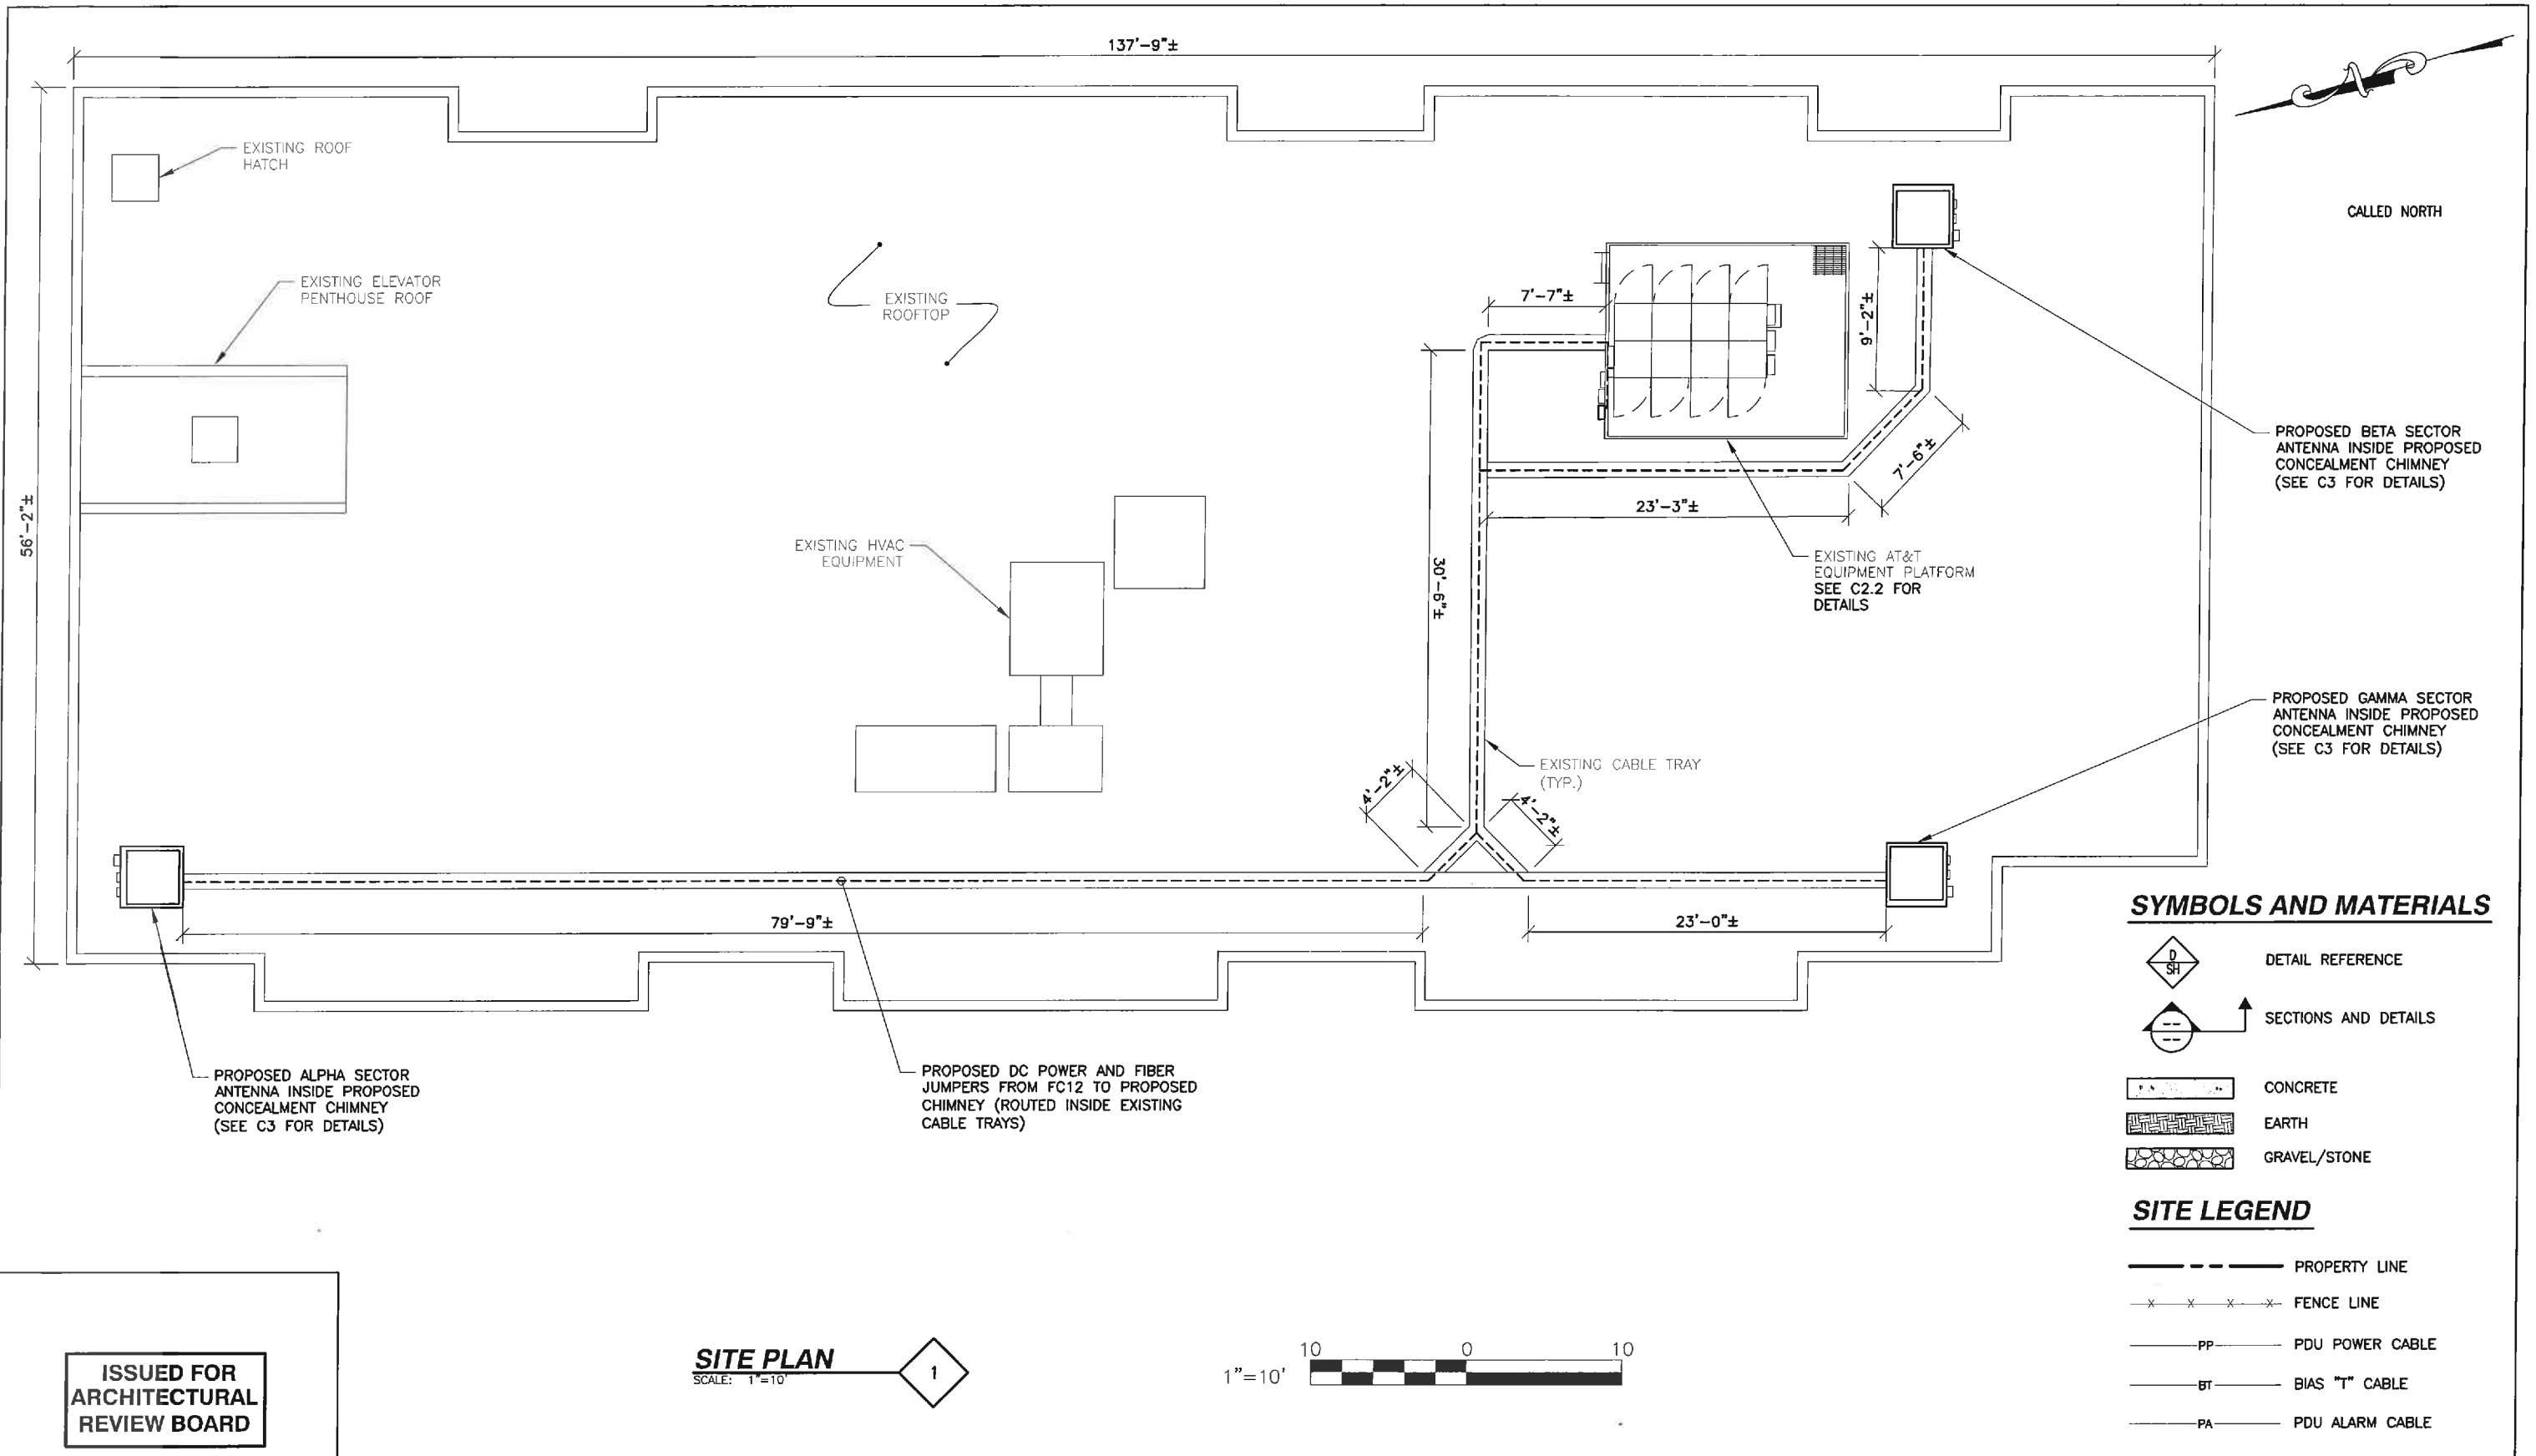 137'-9"±
CALLED NORTH
EXISTING ROOF
HATCH
EXISTING ELEVATOR
PENTHOUSE ROOF
EXISTING
ROOFTOP
7'-7"±
9'-2"±
7'-6"±
23'-3"±
56'-2"±
30'-6"±
EXISTING HVAC
EQUIPMENT
EXISTING AT&T
EQUIPMENT PLATFORM
SEE C2.2 FOR
DETAILS
PROPOSED BETA SECTOR
ANTENNA INSIDE PROPOSED
CONCEALMENT CHIMNEY
(SEE C3 FOR DETAILS)
PROPOSED GAMMA SECTOR
ANTENNA INSIDE PROPOSED
CONCEALMENT CHIMNEY
(SEE C3 FOR DETAILS)
EXISTING CABLE TRAY
(TYP.)
4'-2"±
4'-2"±
79'-9"±
23'-0"±
PROPOSED ALPHA SECTOR
ANTENNA INSIDE PROPOSED
CONCEALMENT CHIMNEY
(SEE C3 FOR DETAILS)
PROPOSED DC POWER AND FIBER
JUMPERS FROM FC12 TO PROPOSED
CHIMNEY (ROUTED INSIDE EXISTING
CABLE TRAYS)
SYMBOLS AND MATERIALS
D
SH
DETAIL REFERENCE
--
--
SECTIONS AND DETAILS
CONCRETE
EARTH
GRAVEL/STONE
SITE LEGEND
PROPERTY LINE
X X X X FENCE LINE
PP PDU POWER CABLE
BT BIAS "T" CABLE
PA PDU ALARM CABLE
ISSUED FOR
ARCHITECTURAL
REVIEW BOARD
SITE PLAN
SCALE: 1"=10'
1
1"=10'
10 0 10
N